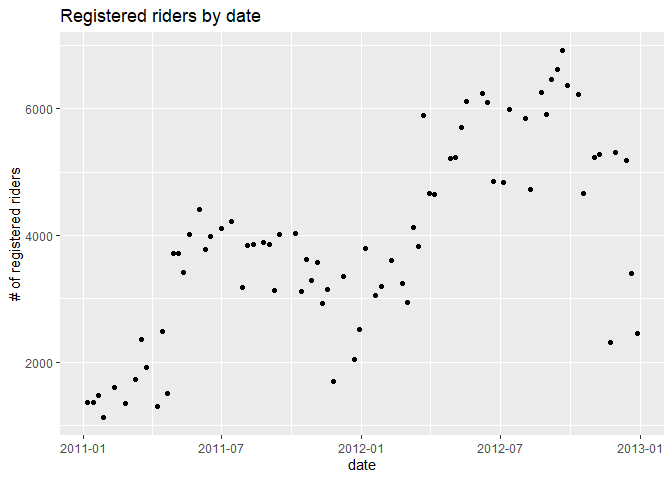 Registered riders by date
# of registered riders
6000
4000
2000
2011-01 2011-07 2012-01 2012-07 2013-01
date